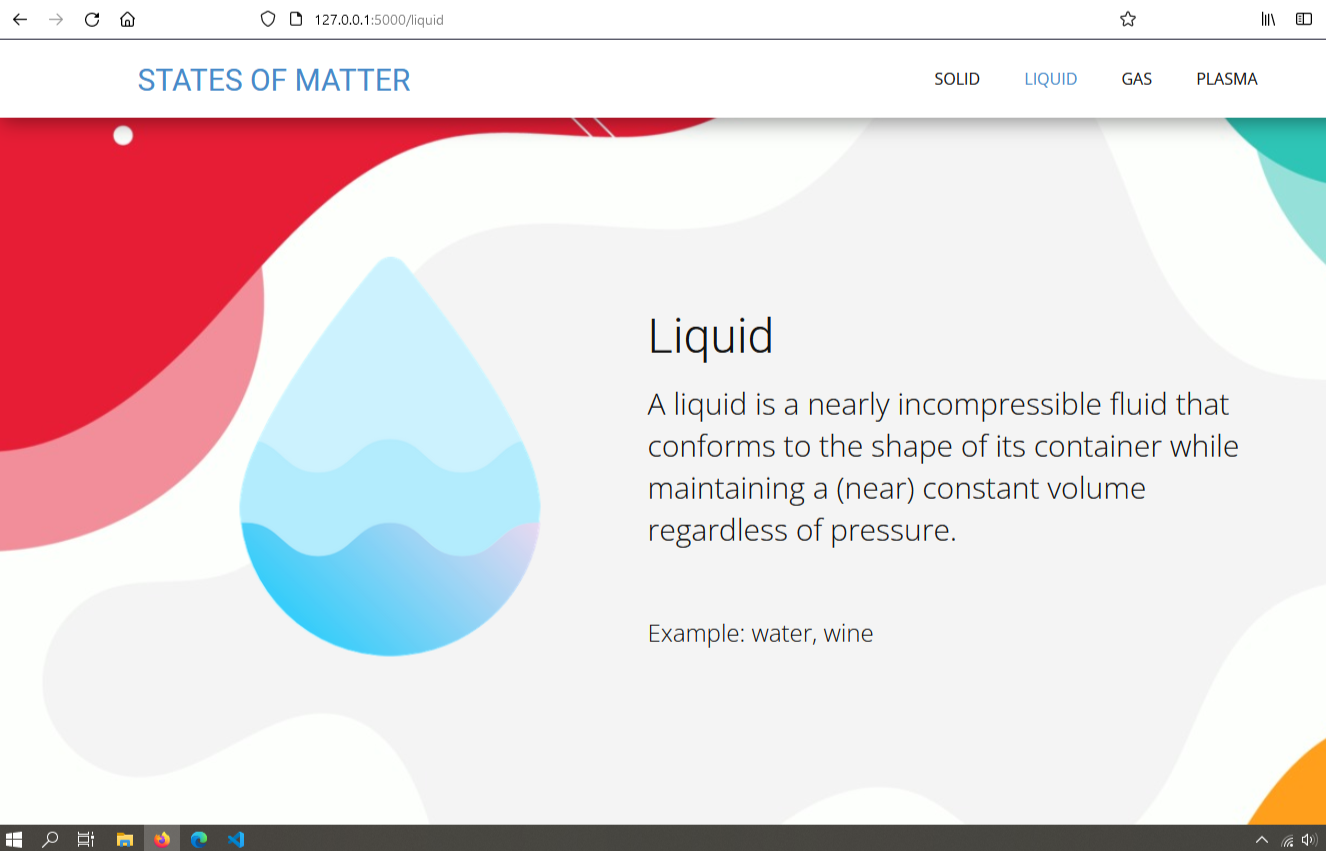 127.0.0.1:5000/liquid
STATES OF MATTER
SOLID LIQUID GAS PLASMA
Liquid
A liquid is a nearly incompressible fluid that
conforms to the shape of its container while
maintaining a (near) constant volume
regardless of pressure.
Example: water, wine